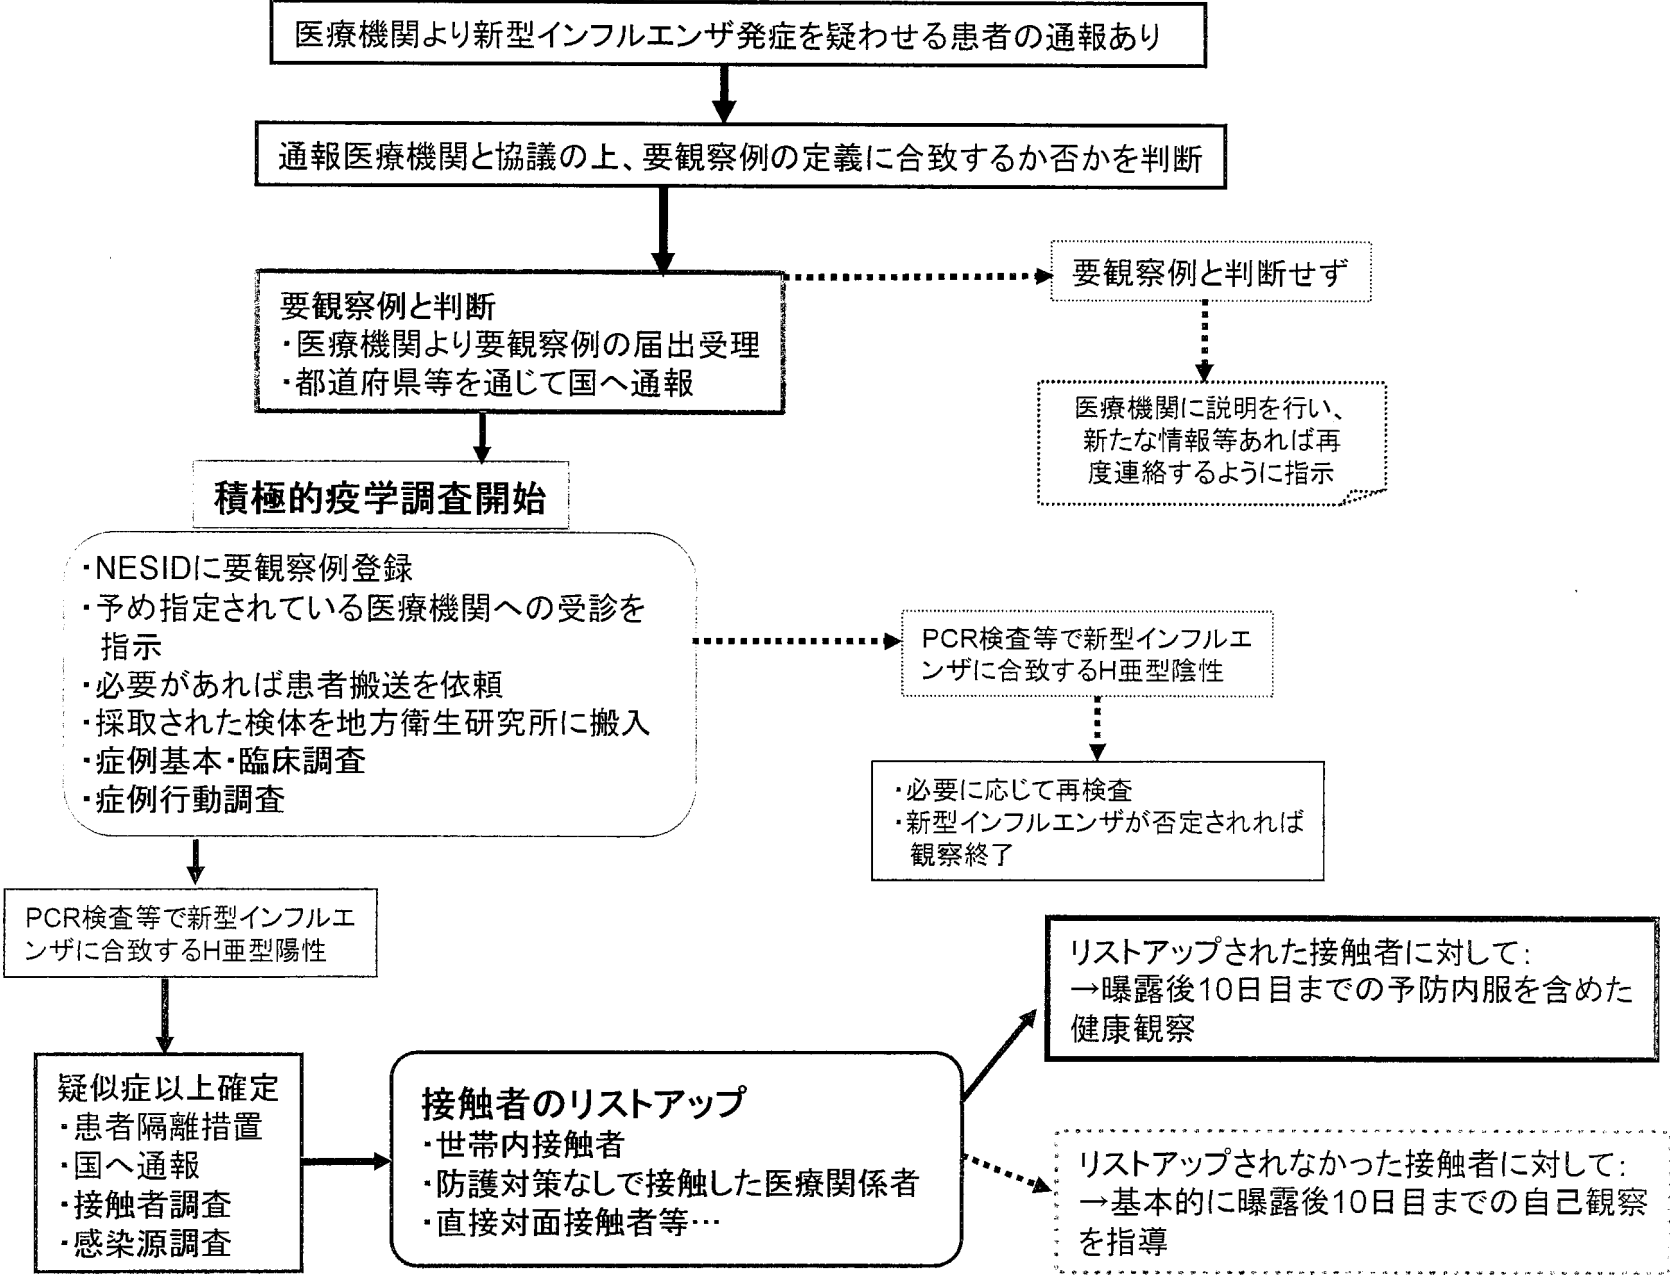 医療機関より新型インフルエンザ発症を疑わせる患者の通報あり
通報医療機関と協議の上、要観察例の定義に合致するか否かを判断
要観察例と判断
・医療機関より要観察例の届出受理
・都道府県等を通じて国へ通報
要観察例と判断せず
医療機関に説明を行い、
新たな情報等あれば再
度連絡するように指示
積極的疫学調査開始
・NESIDに要観察例登録
・予め指定されている医療機関への受診を
指示
・必要があれば患者搬送を依頼
・採取された検体を地方衛生研究所に搬入
・症例基本・臨床調査
・症例行動調査
PCR検査等で新型インフルエ
ンザに合致するH亜型陰性
・必要に応じて再検査
・新型インフルエンザが否定されれば
観察終了
PCR検査等で新型インフルエ
ンザに合致するH亜型陽性
疑似症以上確定
・患者隔離措置
・国へ通報
・接触者調査
・感染源調査
接触者のリストアップ
・世帯内接触者
・防護対策なしで接触した医療関係者
・直接対面接触者等…
リストアップされた接触者に対して：
→曝露後10日目までの予防内服を含めた
健康観察
リストアップされなかった接触者に対して：
→基本的に曝露後10日目までの自己観察
を指導